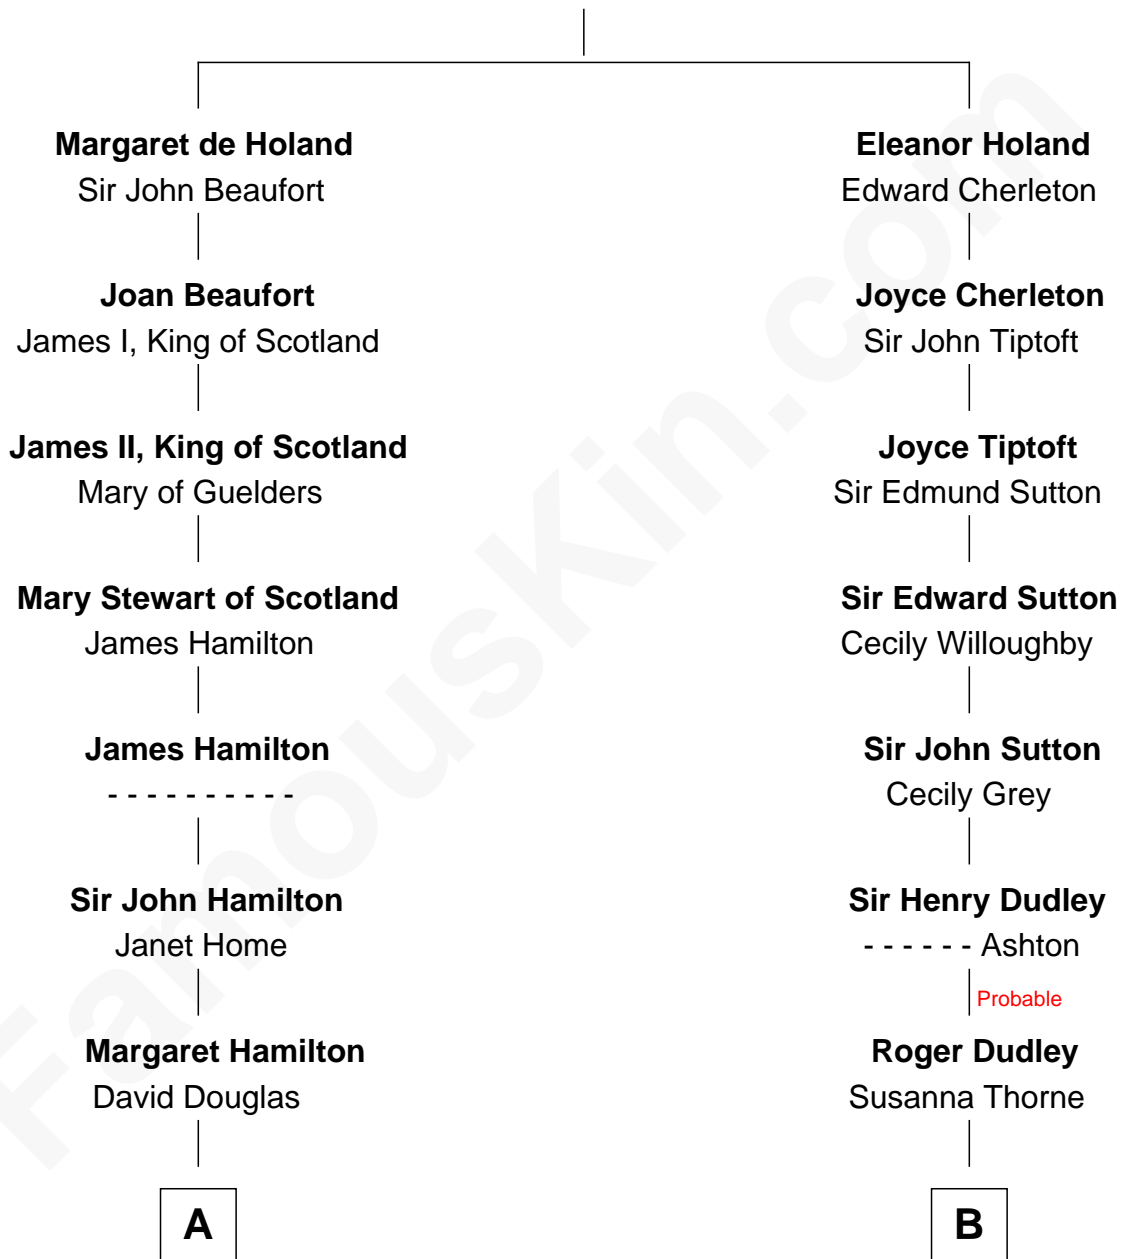 Margaret de Holand
Sir John Beaufort
Joan Beaufort
James I, King of Scotland
James II, King of Scotland
Mary of Guelders
Mary Stewart of Scotland
James Hamilton
James Hamilton
- - - - - - - - - -
Sir John Hamilton
Janet Home
Margaret Hamilton
David Douglas
A
Eleanor Holand
Edward Cherleton
Joyce Cherleton
Sir John Tiptoft
Joyce Tiptoft
Sir Edmund Sutton
Sir Edward Sutton
Cecily Willoughby
Sir John Sutton
Cecily Grey
Sir Henry Dudley
- - - - - - Ashton
Probable
Roger Dudley
Susanna Thorne
B
FamousKin.com